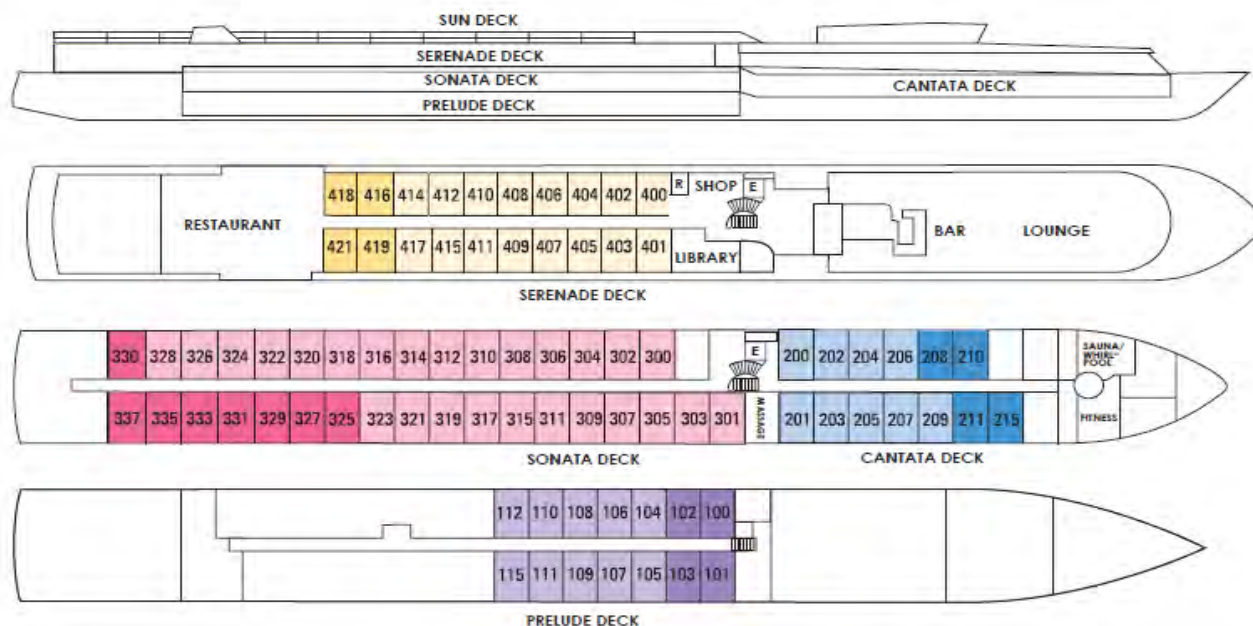 SUN DECK
SERENADE DECK
SONATA DECK
CANTATA DECK
PRELUDE DECK
418 416 414 412 410 408 406 404 402 400 R SHOP E
RESTAURANT
BAR LOUNGE
421 419 417 415 411 409 407 405 403 401 LIBRARY
SERENADE DECK
330 328 326 324 322 320 318 316 314 312 310 308 306 304 302 300 E 200 202 204 206 208 210 SAUNA/
WHIRL-
POOL
337 335 333 331 329 327 325 323 321 319 317 315 311 309 307 305 303 301 MASSAGE 201 203 205 207 209 211 215 FITNESS
SONATA DECK
CANTATA DECK
112 110 108 106 104 102 100
115 111 109 107 105 103 101
PRELUDE DECK